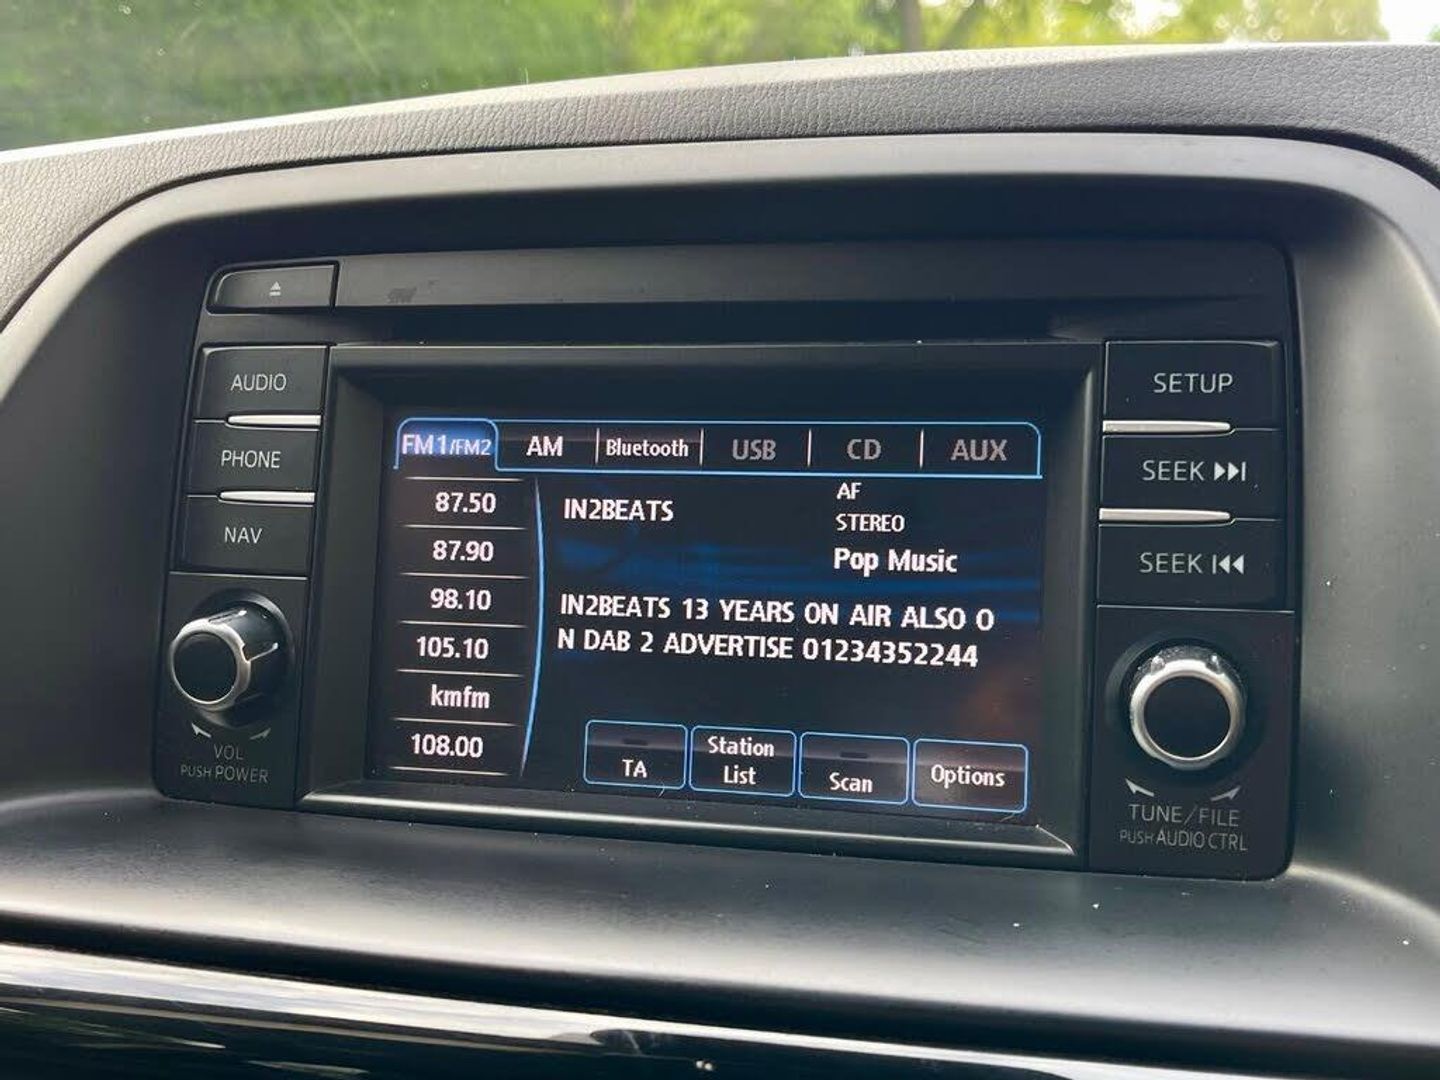 AUDIO
PHONE
NAV
VOL
PUSH POWER
FM1/FM2 AM Bluetooth USB CD AUX
87.50
87.90
98.10
105.10
kmfm
108.00
IN2BEATS
AF
STEREO
Pop Music
IN2BEATS 13 YEARS ON AIR ALSO O
N DAB 2 ADVERTISE 01234352244
TA
Station
List
Scan
Options
SETUP
SEEK
SEEK
TUNE/FILE
PUSH AUDIO CTRL